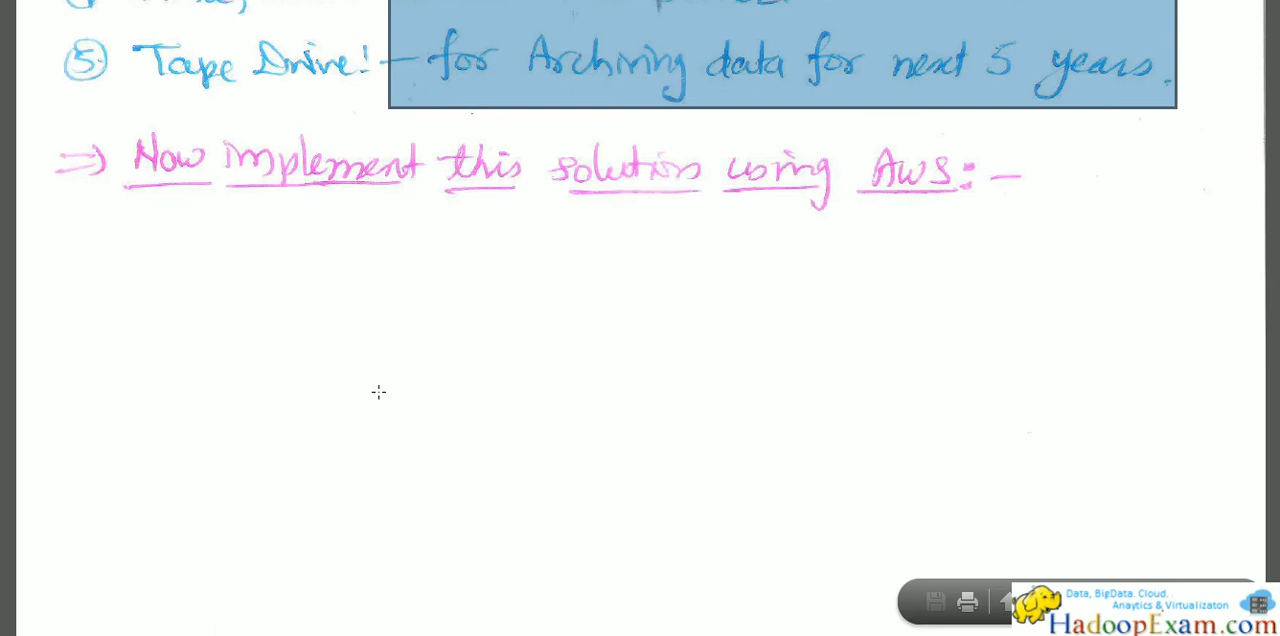 ⑤ Tape Drive:- for Archiving data for next 5 years.
⇒ Now implement this solution using AWS:-
Data, BigData. Cloud.
Anaytics & Virtualizaton
HadoopExam.com